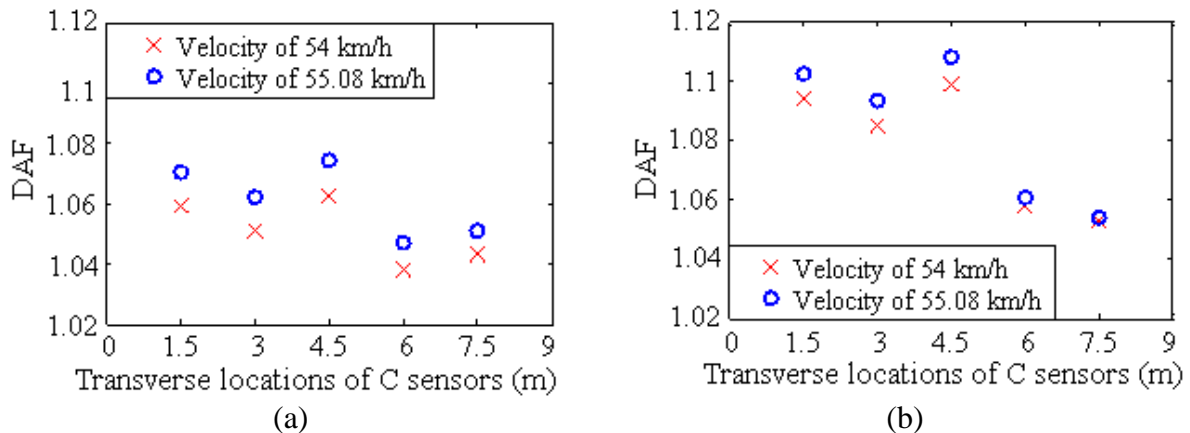 1.12
1.1
1.08
1.06
1.04
1.02
DAF
Velocity of 54 km/h
Velocity of 55.08 km/h
0 1.5 3 4.5 6 7.5 9
Transverse locations of C sensors (m)
(a)
1.12
1.1
1.08
1.06
1.04
1.02
DAF
Velocity of 54 km/h
Velocity of 55.08 km/h
0 1.5 3 4.5 6 7.5 9
Transverse locations of C sensors (m)
(b)